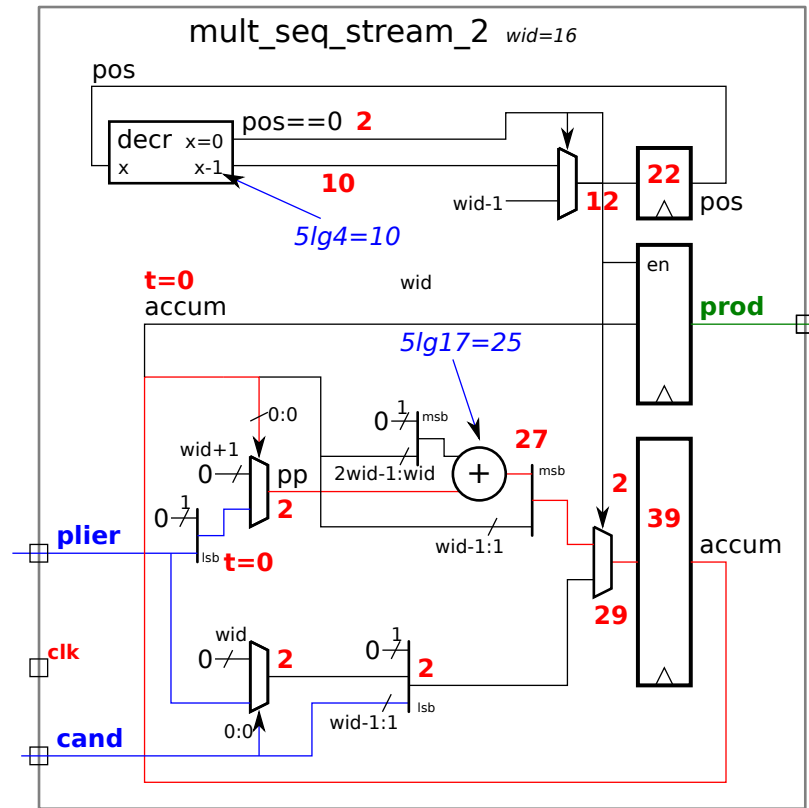 mult_seq_stream_2 wid=16
pos
decr x=0
x x-1
pos==0 2
10
wid-1
12
22
pos
5lg4=10
en
wid
t=0
accum
prod
5lg17=25
0:0
0 1 msb
wid+1
0
pp
2
2wid-1:wid
+
27
msb
0 1
lsb
t=0
plier
wid-1:1
2
39
accum
29
clk
wid
0
2
0 1
2
wid-1:1
lsb
0:0
cand